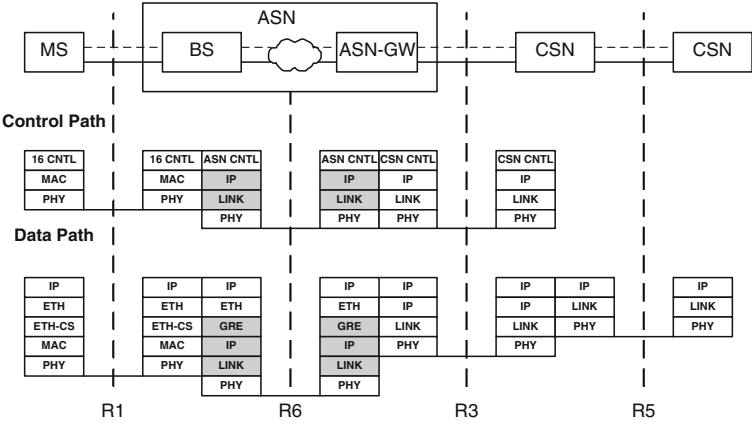 ASN
MS BS ASN-GW CSN CSN
Control Path
16 CNTL 16 CNTL ASN CNTL ASN CNTL CSN CNTL CSN CNTL
MAC MAC IP IP IP IP
PHY PHY LINK LINK LINK LINK
PHY PHY PHY PHY
Data Path
IP IP IP IP IP IP IP IP
ETH ETH ETH ETH IP IP LINK LINK
ETH-CS ETH-CS GRE GRE LINK LINK PHY PHY
MAC MAC IP IP PHY PHY
PHY PHY LINK LINK
PHY PHY
R1 R6 R3 R5